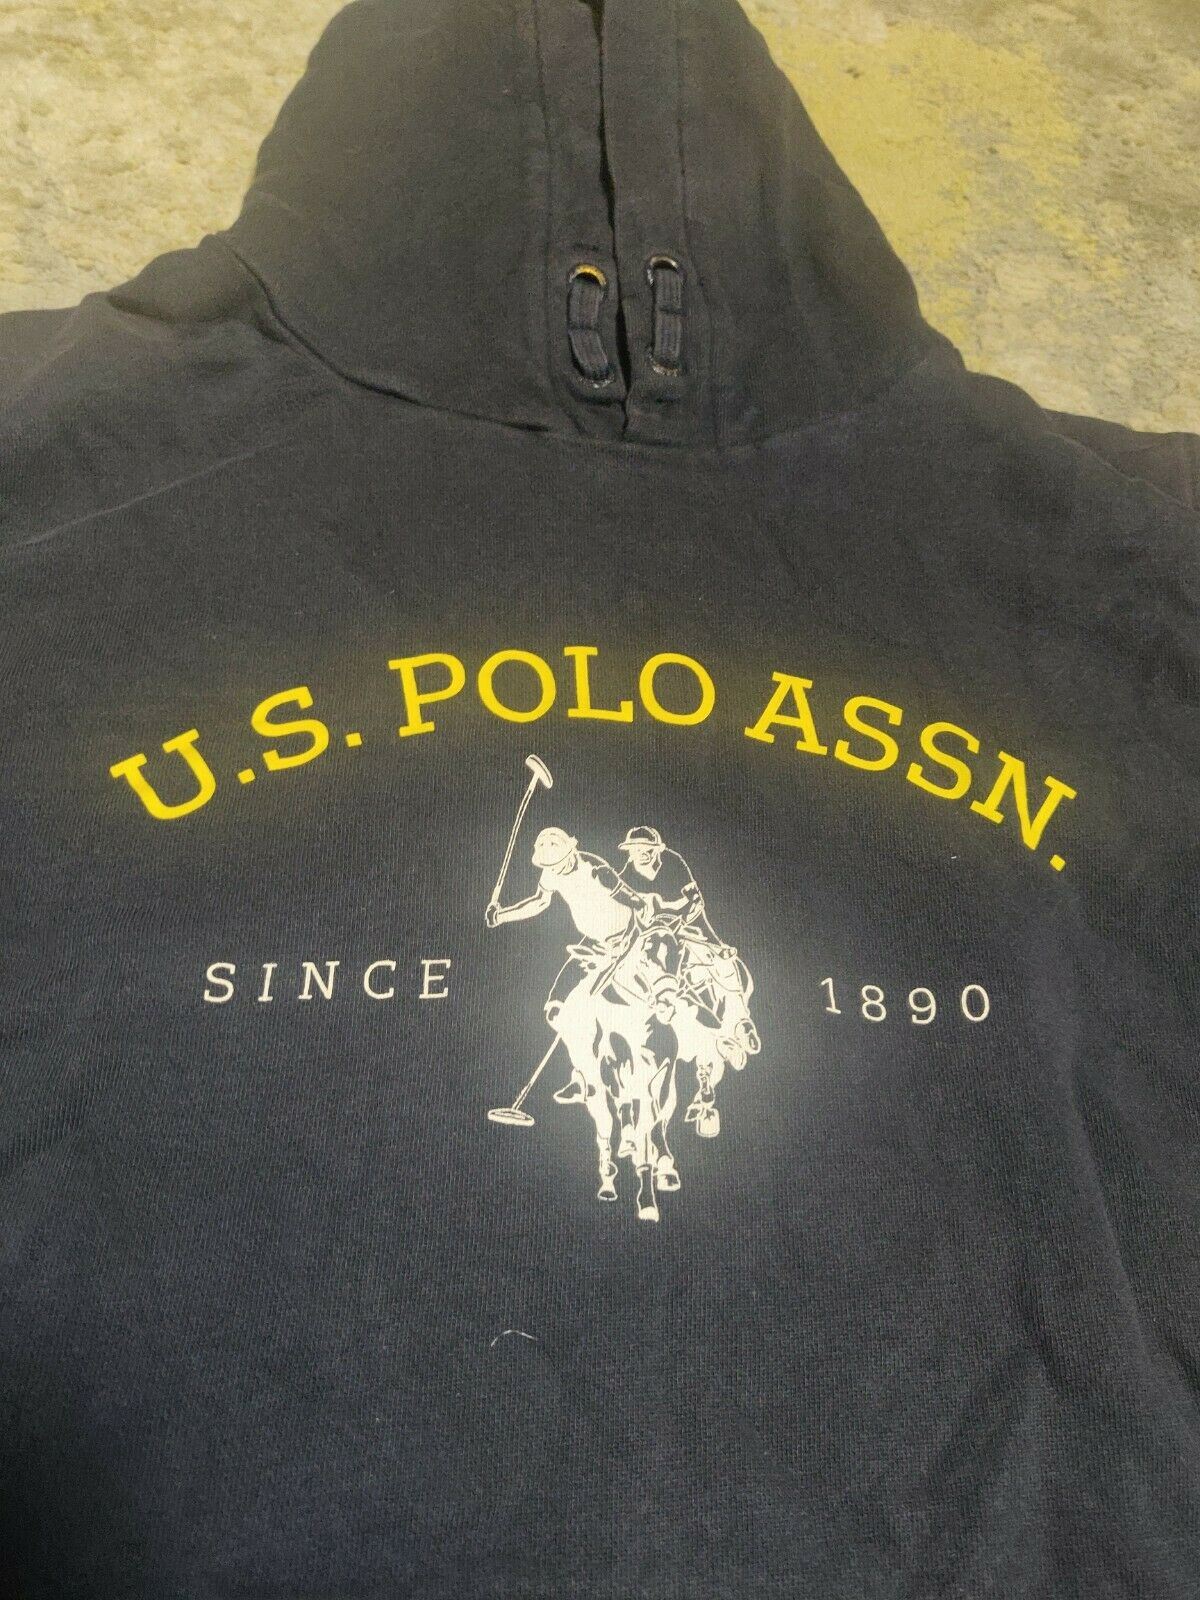 U.S. POLO ASSN.
SINCE 1890